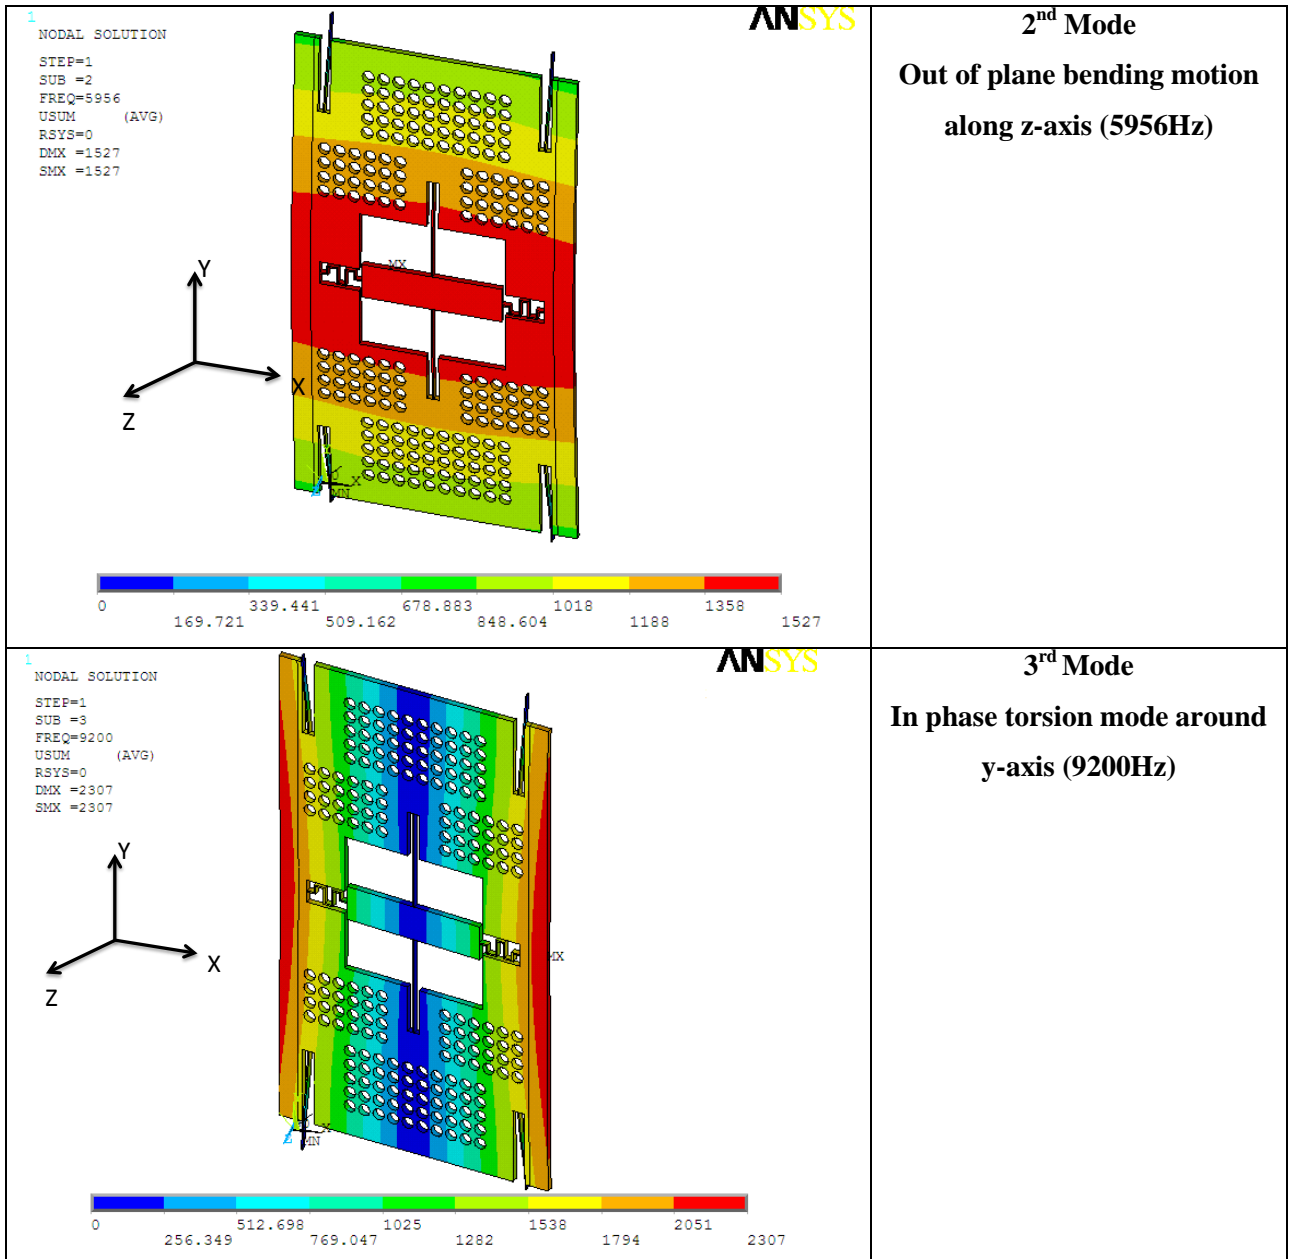 1
NODAL SOLUTION
STEP=1
SUB =2
FREQ=5956
USUM (AVG)
RSYS=0
DMX =1527
SMX =1527
ANSYS
MX
Y
X
Z
X
Z
MN
0 339.441 678.883 1018 1358
169.721 509.162 848.604 1188 1527
2nd Mode
Out of plane bending motion
along z-axis (5956Hz)
1
NODAL SOLUTION
STEP=1
SUB =3
FREQ=9200
USUM (AVG)
RSYS=0
DMX =2307
SMX =2307
ANSYS
Y
X
Z
MX
X
Z
MN
0 512.698 1025 1538 2051
256.349 769.047 1282 1794 2307
3rd Mode
In phase torsion mode around
y-axis (9200Hz)